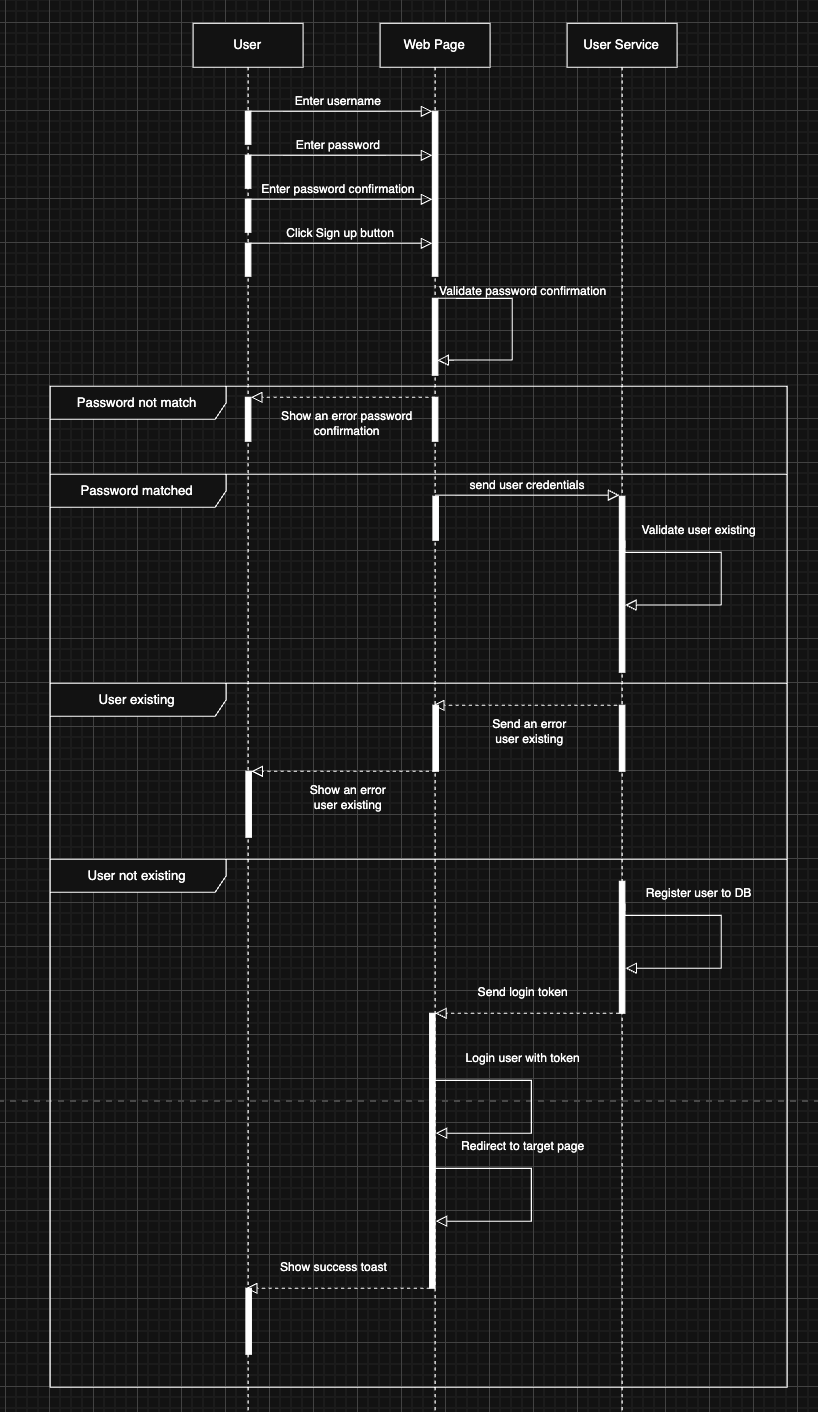 User
Web Page
User Service
Enter username
Enter password
Enter password confirmation
Click Sign up button
Validate password confirmation
Password not match
Show an error password
confirmation
Password matched
send user credentials
Validate user existing
User existing
Send an error
user existing
Show an error
user existing
User not existing
Register user to DB
Send login token
Login user with token
Redirect to target page
Show success toast